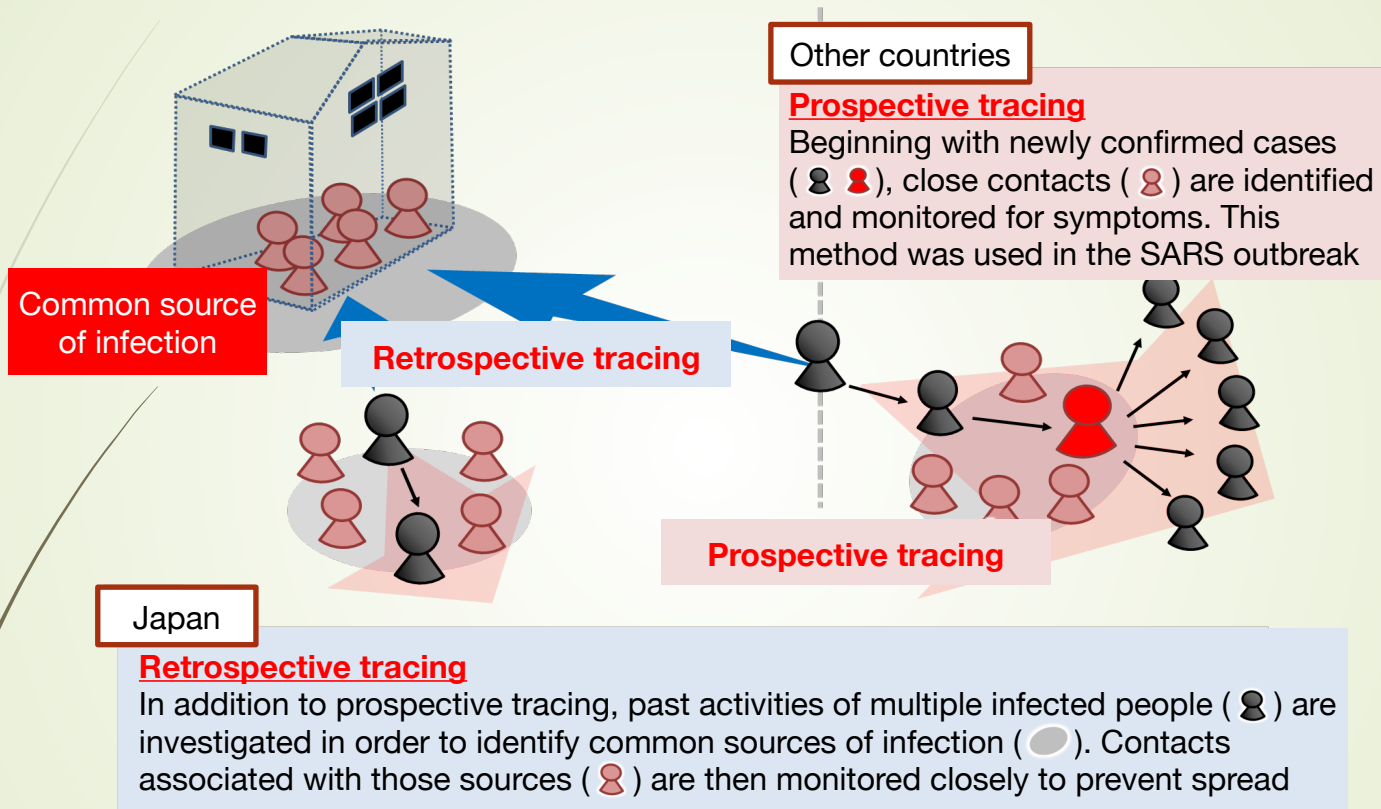 Other countries
Prospective tracing
Beginning with newly confirmed cases
( ), close contacts ( ) are identified
and monitored for symptoms. This
method was used in the SARS outbreak
Common source
of infection
Retrospective tracing
Prospective tracing
Japan
Retrospective tracing
In addition to prospective tracing, past activities of multiple infected people ( ) are
investigated in order to identify common sources of infection ( ). Contacts
associated with those sources ( ) are then monitored closely to prevent spread